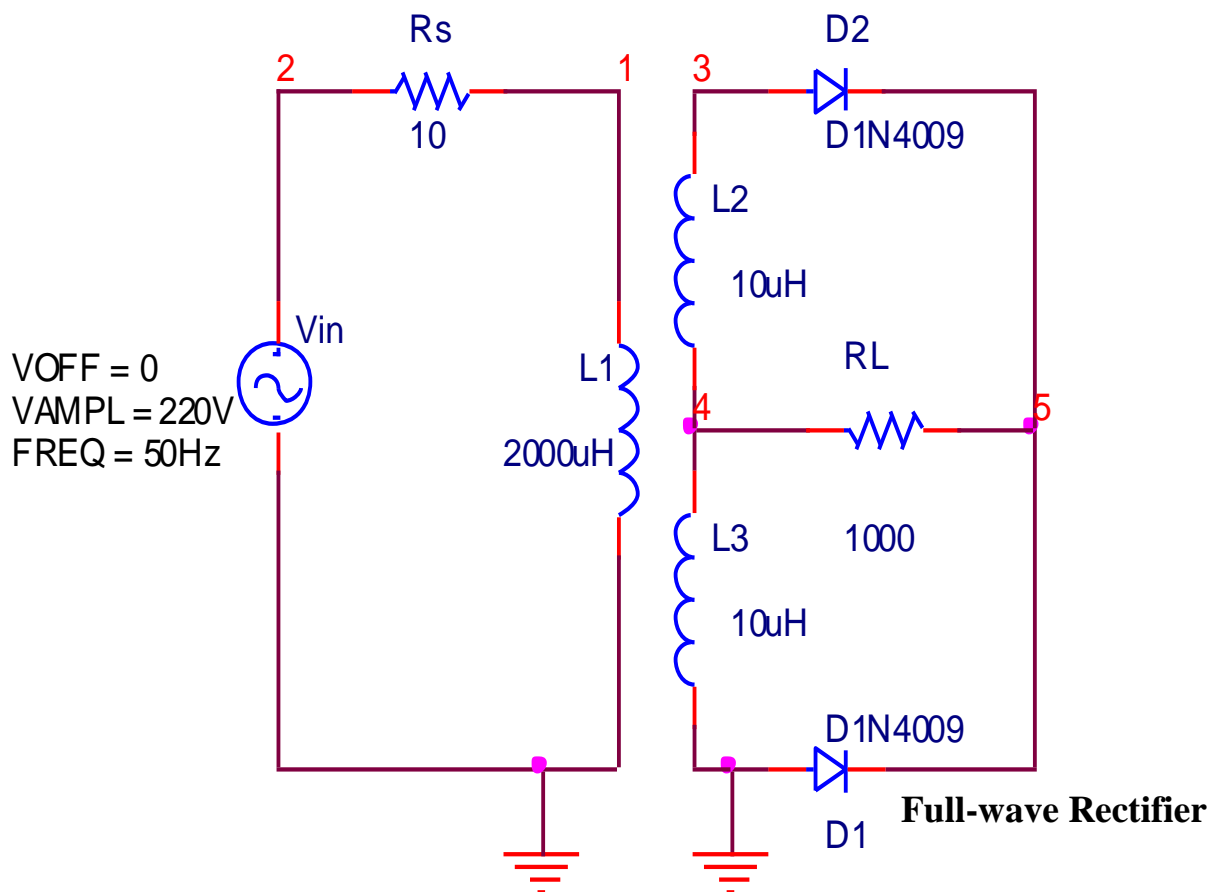 Rs
D2
2
1
3
10
D1N4009
L2
10uH
Vin
VOFF = 0
VAMPL = 220V
FREQ = 50Hz
L1
2000uH
RL
4
5
L3
1000
10uH
D1N4009
D1
Full-wave Rectifier